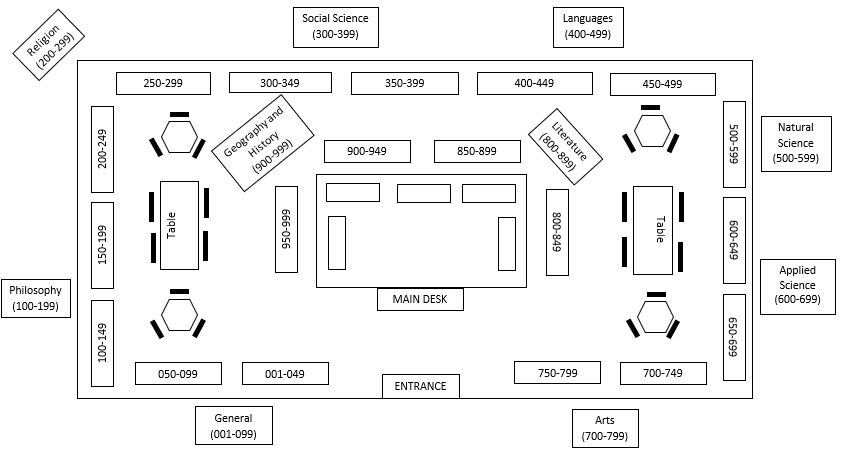 Religion
(200-299)
Social Science
(300-399)
Languages
(400-499)
250-299
300-349
350-399
400-449
450-499
200-249
Geography and
History
(900-999)
900-949
850-899
Literature
(800-899)
500-599
Natural
Science
(500-599)
150-199
Table
950-999
800-849
Table
600-649
Philosophy
(100-199)
MAIN DESK
Applied
Science
(600-699)
100-149
650-699
050-099
001-049
ENTRANCE
750-799
700-749
General
(001-099)
Arts
(700-799)